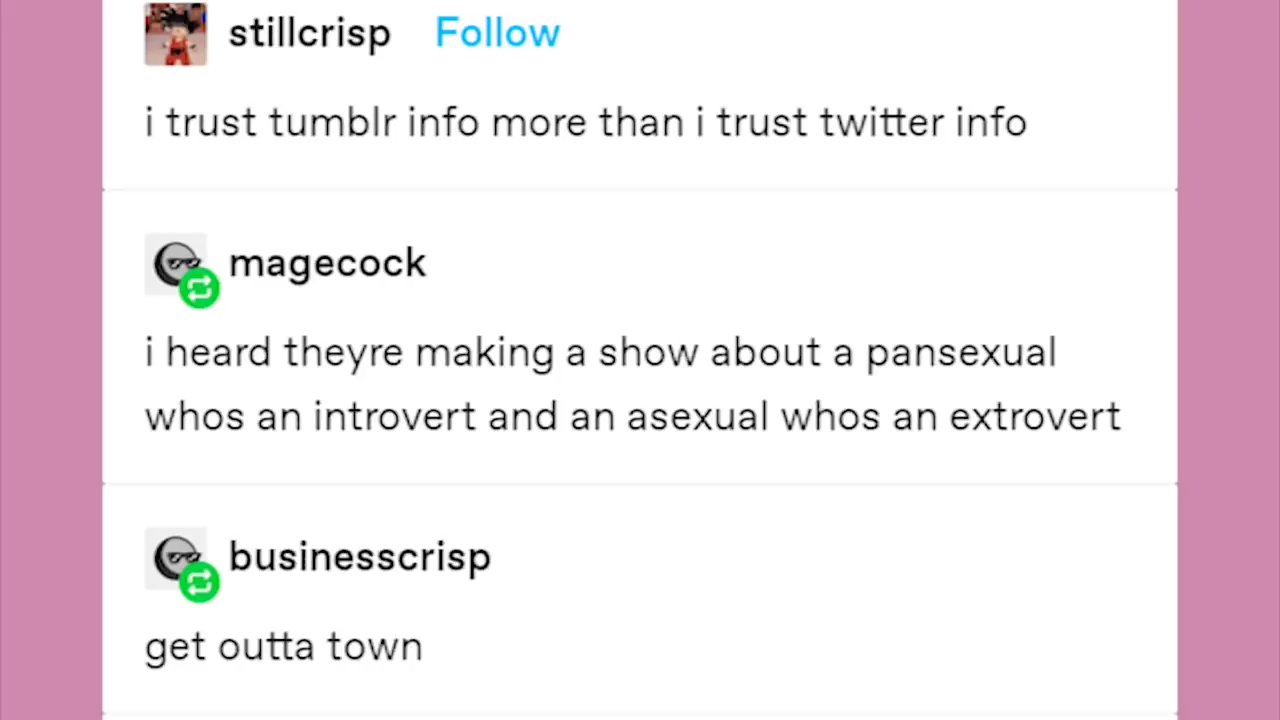 stillcrisp Follow
i trust tumblr info more than i trust twitter info
magecock
i heard theyre making a show about a pansexual
whos an introvert and an asexual whos an extrovert
businesscrisp
get outta town